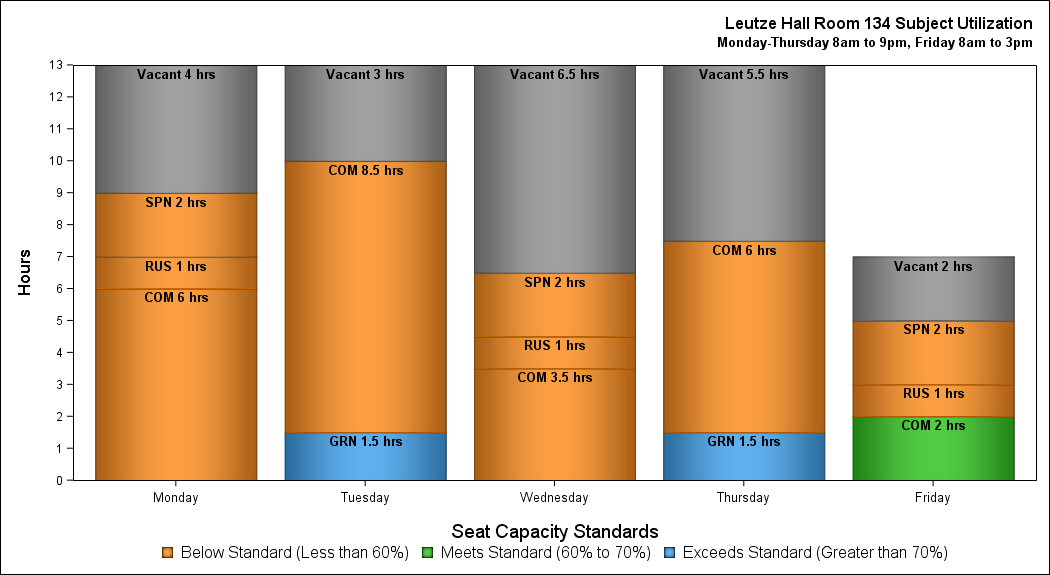 Leutze Hall Room 134 Subject Utilization
Monday-Thursday 8am to 9pm, Friday 8am to 3pm
Hours
13
12
11
10
9
8
7
6
5
4
3
2
1
0
Vacant 4 hrs
SPN 2 hrs
RUS 1 hrs
COM 6 hrs
Vacant 3 hrs
COM 8.5 hrs
GRN 1.5 hrs
Vacant 6.5 hrs
SPN 2 hrs
RUS 1 hrs
COM 3.5 hrs
Vacant 5.5 hrs
COM 6 hrs
GRN 1.5 hrs
Vacant 2 hrs
SPN 2 hrs
RUS 1 hrs
COM 2 hrs
Monday Tuesday Wednesday Thursday Friday
Seat Capacity Standards
Below Standard (Less than 60%) Meets Standard (60% to 70%) Exceeds Standard (Greater than 70%)